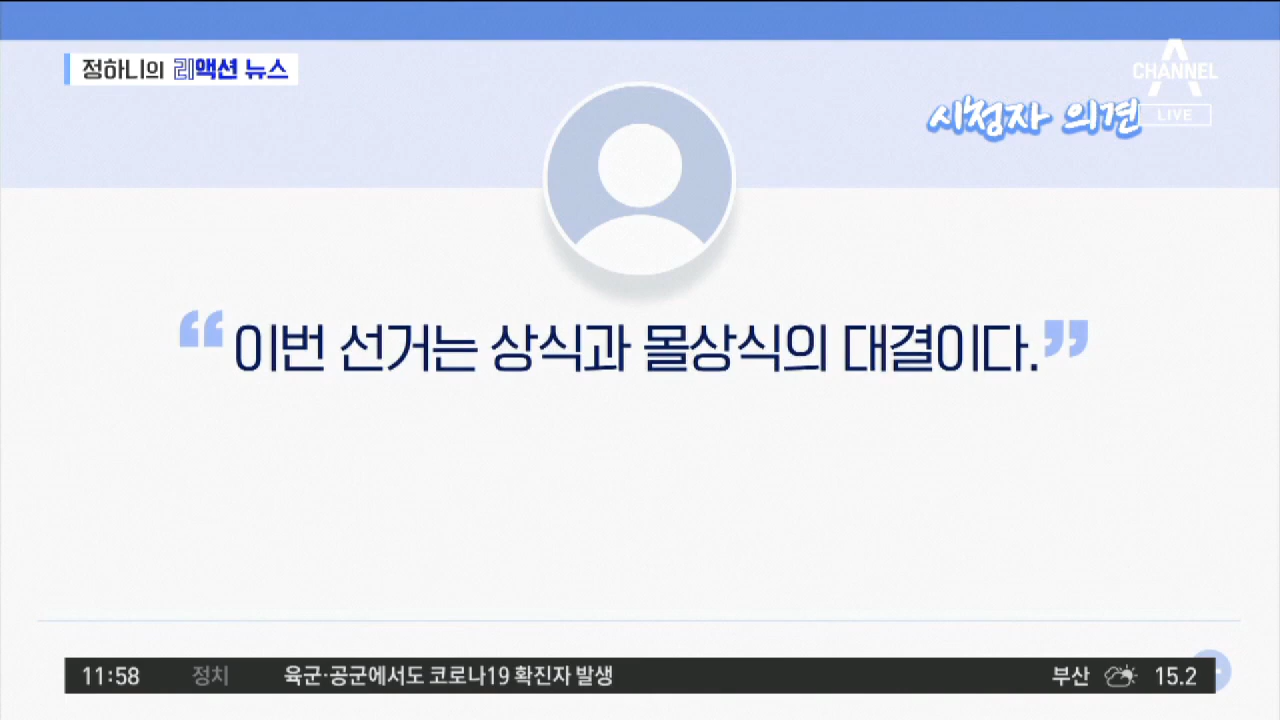 정하니의 리액션 뉴스
CHANNEL A
LIVE
시청자 의견
“이번 선거는 상식과 몰상식의 대결이다.”
11:58 정치 육군·공군에서도 코로나19 확진자 발생 부산 15.2